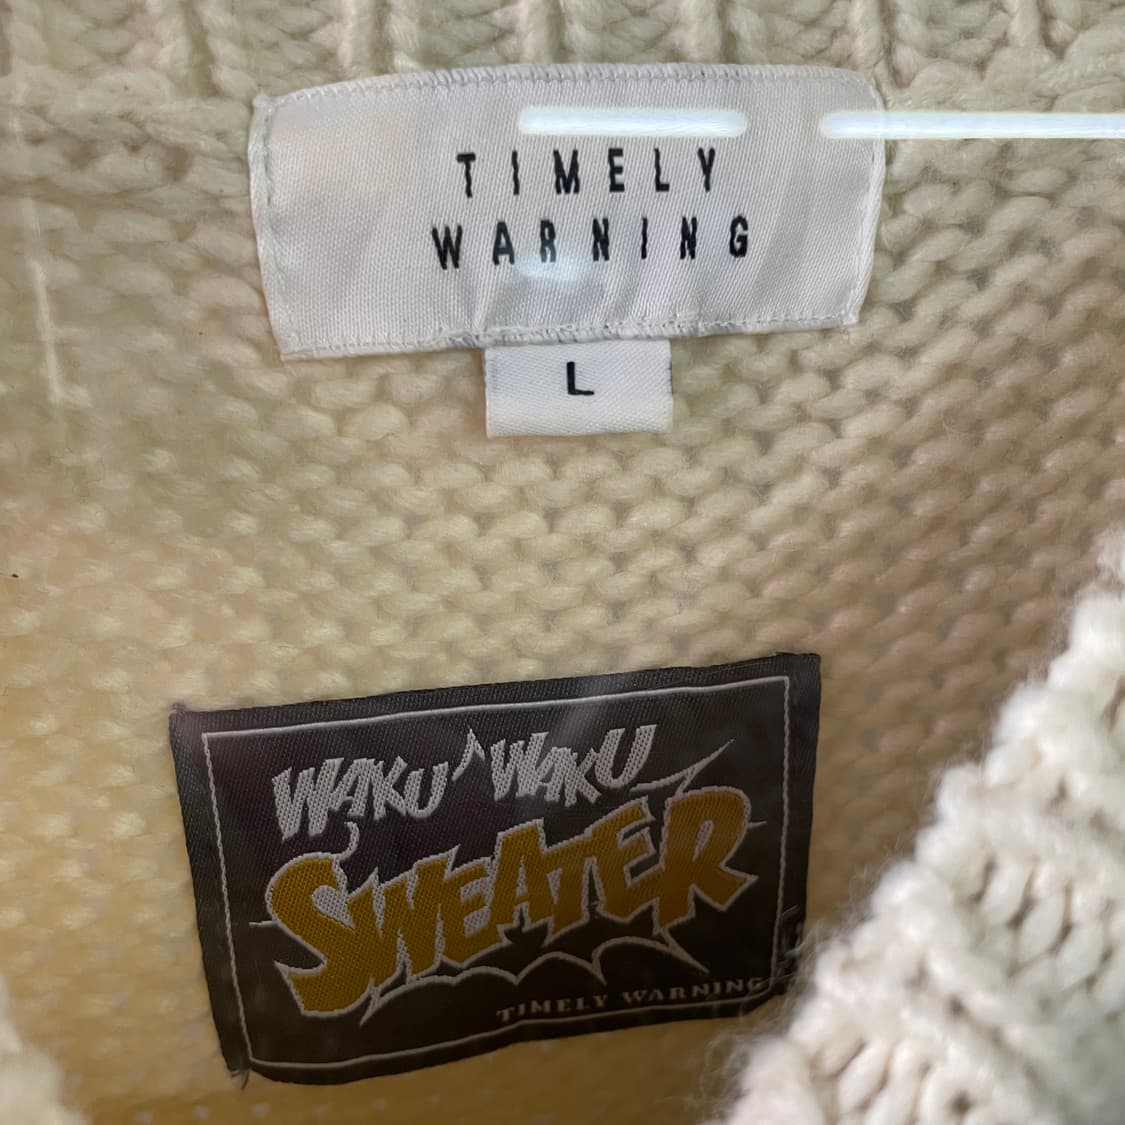 TIMELY
WARNING
L
WAKU WAKU
SWEATER
TIMELY WARNING